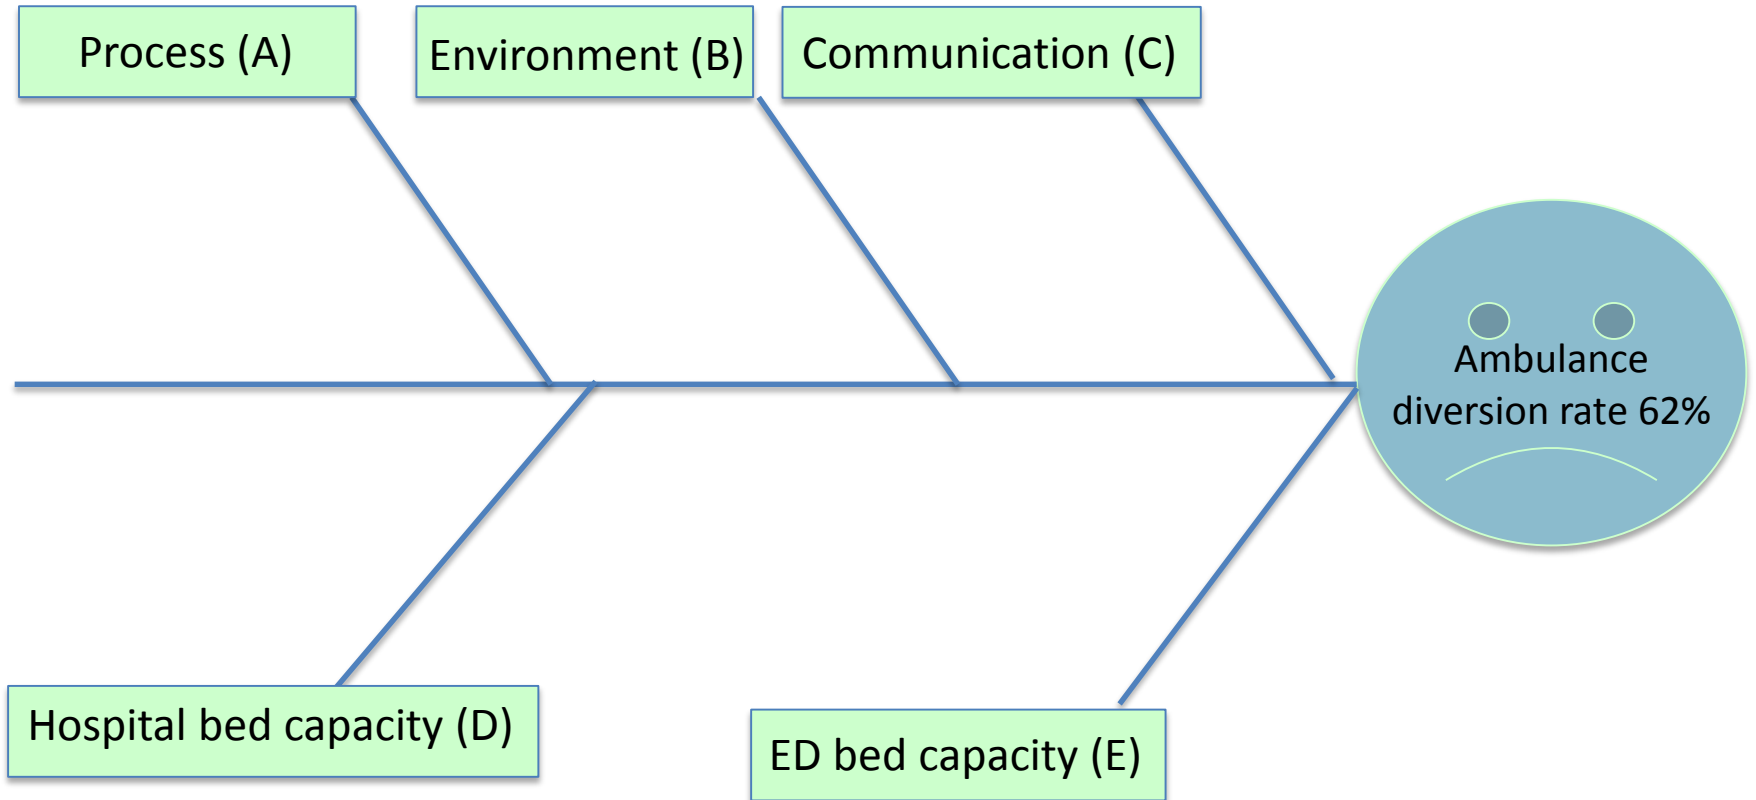 Process (A)
Environment (B)
Communication (C)
Ambulance
diversion rate 62%
Hospital bed capacity (D)
ED bed capacity (E)